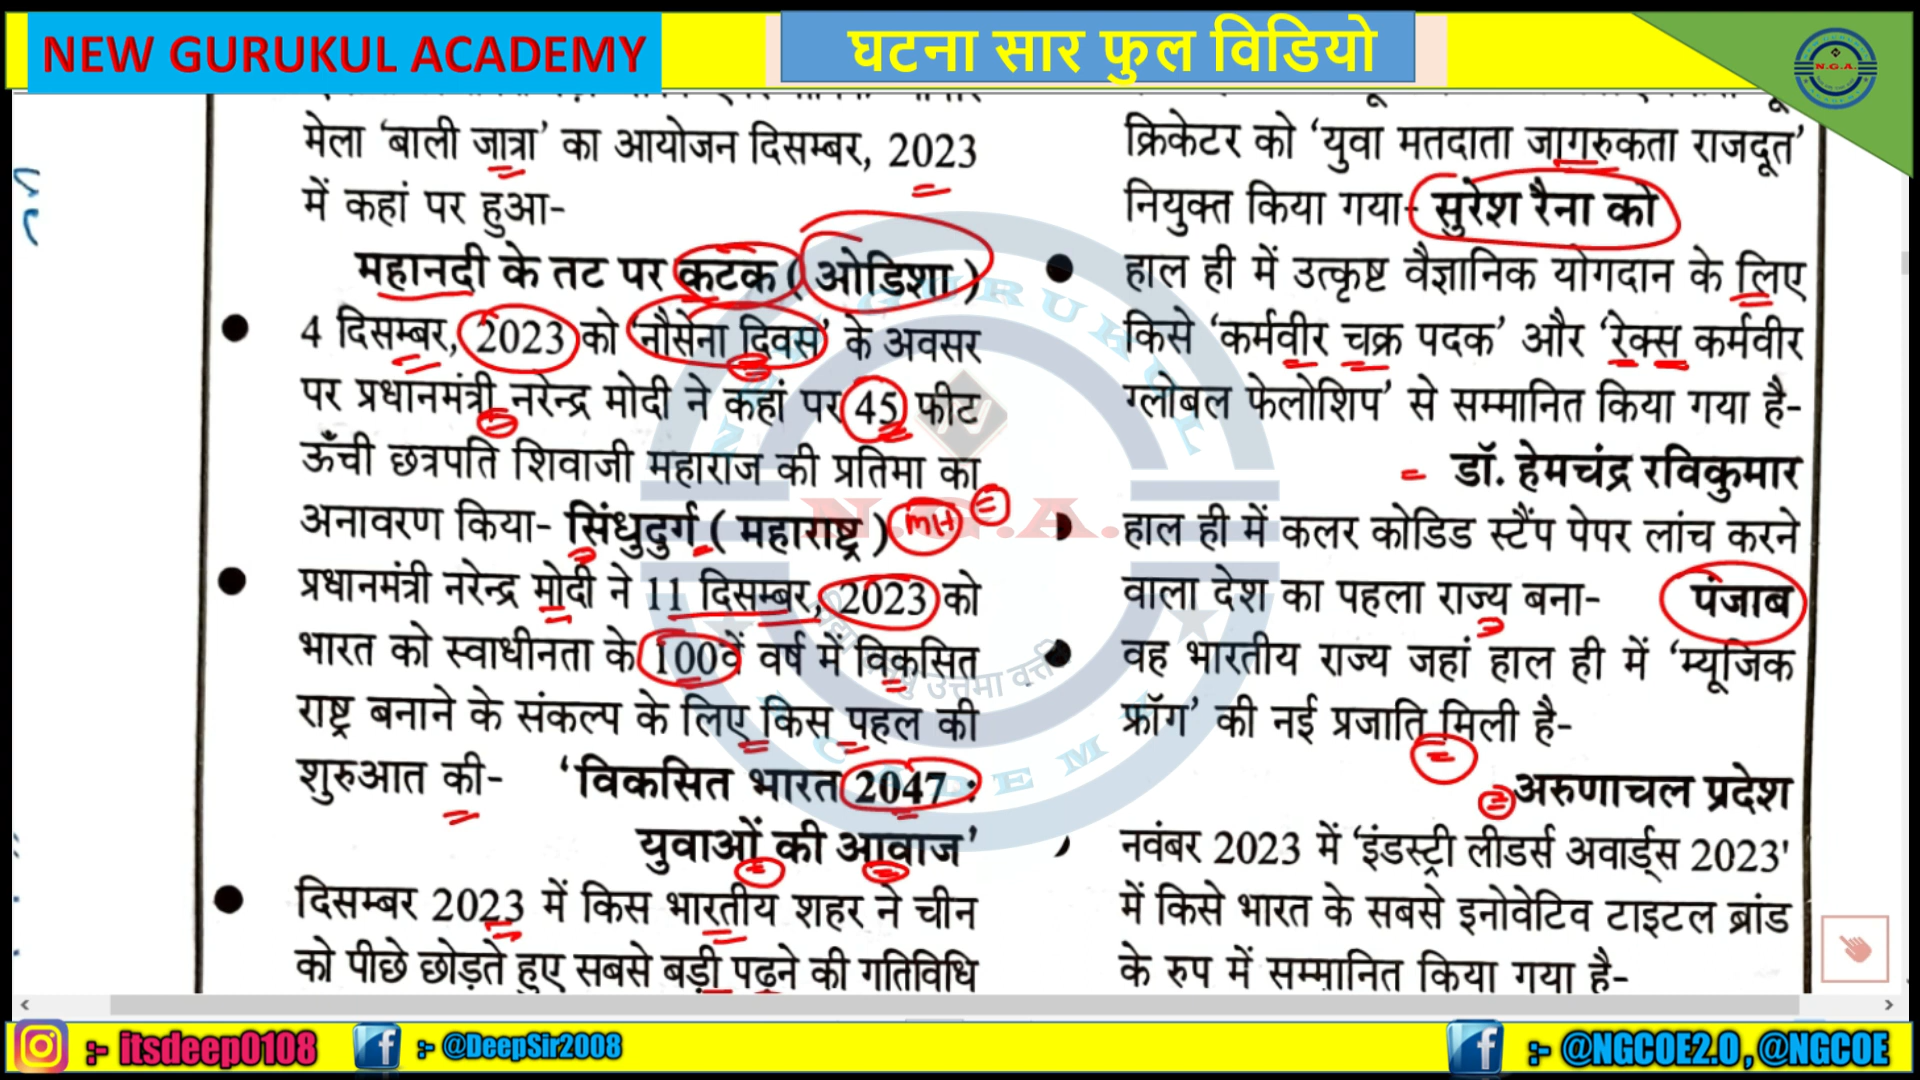 NEW GURUKUL ACADEMY
घटना सार फुल विडियो
N.G.A.
मेला ‘बाली जात्रा’ का आयोजन दिसम्बर, 2023
में कहां पर हुआ-
महानदी के तट पर कटक ( ओडिशा )
● 4 दिसम्बर, 2023 को ‘नौसेना दिवस’ के अवसर
पर प्रधानमंत्री नरेन्द्र मोदी ने कहां पर 45 फीट
ऊँची छत्रपति शिवाजी महाराज की प्रतिमा का
अनावरण किया- सिंधुदुर्ग ( महाराष्ट्र ) MH
● प्रधानमंत्री नरेन्द्र मोदी ने 11 दिसम्बर, 2023 को
भारत को स्वाधीनता के 100वें वर्ष में विकसित
राष्ट्र बनाने के संकल्प के लिए किस पहल की
शुरुआत की- ‘विकसित भारत 2047 :
युवाओं की आवाज’
● दिसम्बर 2023 में किस भारतीय शहर ने चीन
को पीछे छोड़ते हुए सबसे बड़ी पढ़ने की गतिविधि
क्रिकेटर को ‘युवा मतदाता जागरुकता राजदूत’
नियुक्त किया गया- सुरेश रैना को
● हाल ही में उत्कृष्ट वैज्ञानिक योगदान के लिए
किसे ‘कर्मवीर चक्र पदक’ और ‘रेक्स कर्मवीर
ग्लोबल फेलोशिप’ से सम्मानित किया गया है-
डॉ. हेमचंद्र रविकुमार
हाल ही में कलर कोडिड स्टैंप पेपर लांच करने
वाला देश का पहला राज्य बना- पंजाब
● वह भारतीय राज्य जहां हाल ही में ‘म्यूजिक
फ्रॉग’ की नई प्रजाति मिली है-
अरुणाचल प्रदेश
नवंबर 2023 में ‘इंडस्ट्री लीडर्स अवार्ड्स 2023'
में किसे भारत के सबसे इनोवेटिव टाइटल ब्रांड
के रुप में सम्मानित किया गया है-
N.G.A.
:- itsdeep0108
:- @DeepSir2008
:- @NGCOE2.0 , @NGCOE